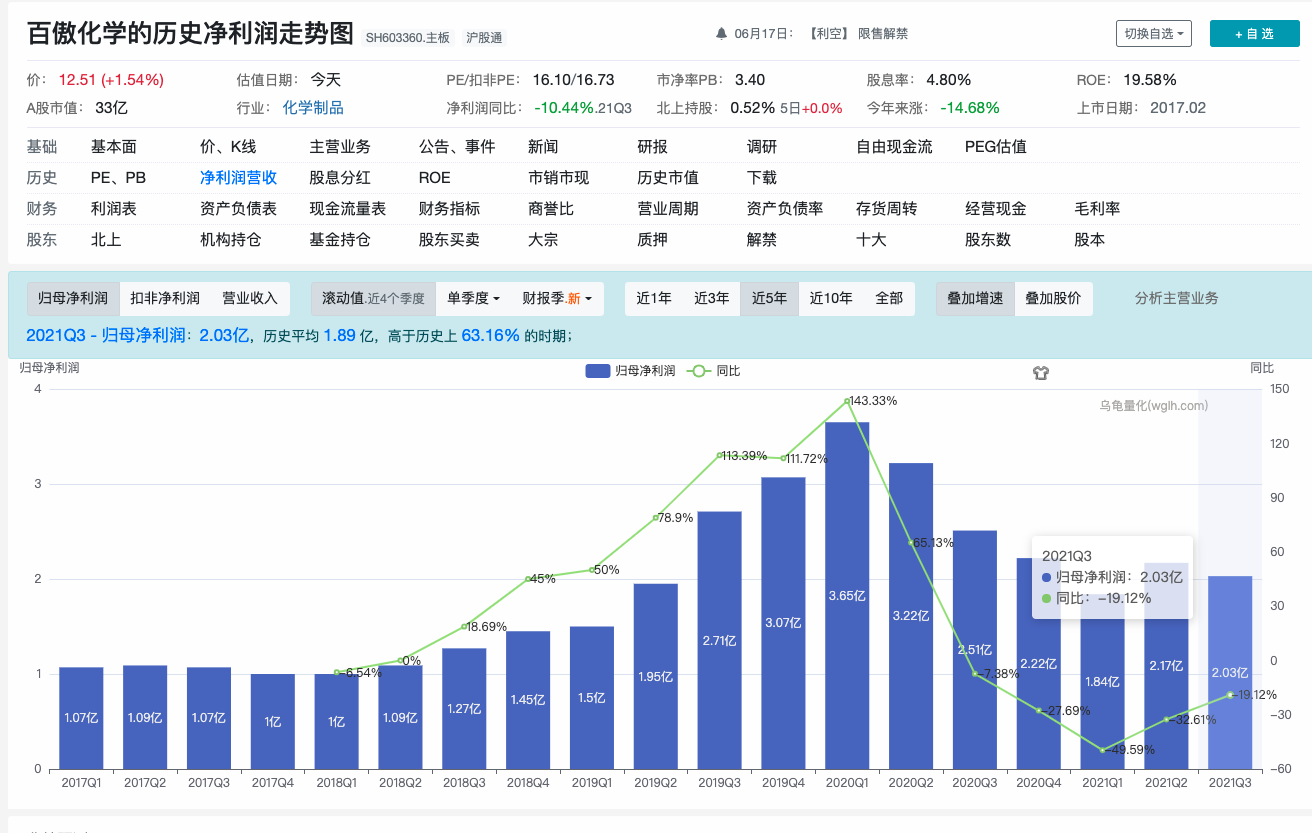 百傲化学的历史净利润走势图 SH603360.主板 沪股通 06月17日: 【利空】 限售解禁 切换自选 +自选
价: 12.51 (+1.54%) 估值日期: 今天 PE/扣非PE: 16.10/16.73 市净率PB: 3.40 股息率: 4.80% ROE: 19.58%
A股市值: 33亿 行业: 化学制品 净利润同比: -10.44%.21Q3 北上持股: 0.52% 5日+0.0% 今年来涨: -14.68% 上市日期: 2017.02
基础 基本面 价、K线 主营业务 公告、事件 新闻 研报 调研 自由现金流 PEG估值
历史 PE、PB 净利润营收 股息分红 ROE 市销市现 历史市值 下载
财务 利润表 资产负债表 现金流量表 财务指标 商誉比 营业周期 资产负债率 存货周转 经营现金 毛利率
股东 北上 机构持仓 基金持仓 股东买卖 大宗 质押 解禁 十大 股东数 股本
归母净利润 扣非净利润 营业收入 滚动值.近4个季度 单季度 财报季.新 近1年 近3年 近5年 近10年 全部 叠加增速 叠加股价 分析主营业务
2021Q3 - 归母净利润: 2.03亿, 历史平均 1.89 亿, 高于历史上 63.16% 的时期;
归母净利润 归母净利润 同比 同比
4 150
乌龟量化(wglh.com)
143.33%
120
113.39% 111.72%
3 90
78.9%
60
65.13%
2021Q3
归母净利润: 2.03亿
同比: -19.12%
2 45% 50%
30
18.69%
3.65亿 3.22亿 3.07亿 2.71亿 2.51亿 2.22亿 2.17亿 1.95亿 1.84亿 2.03亿
0
1 -6.54% 0% -7.38%
1.07亿 1.09亿 1.07亿 1亿 1亿 1.09亿 1.27亿 1.45亿 1.5亿
-27.69% -49.59% -32.61% -19.12%
-30
0 -60
2017Q1 2017Q2 2017Q3 2017Q4 2018Q1 2018Q2 2018Q3 2018Q4 2019Q1 2019Q2 2019Q3 2019Q4 2020Q1 2020Q2 2020Q3 2020Q4 2021Q1 2021Q2 2021Q3